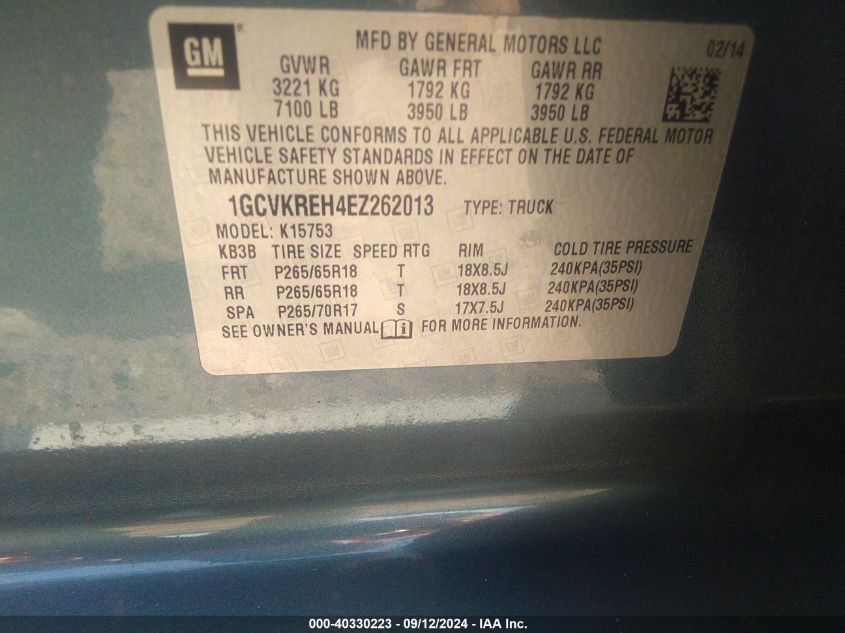 GM
MFD BY GENERAL MOTORS LLC 02/14
GVWR GAWR FRT GAWR RR
3221 KG 1792 KG 1792 KG
7100 LB 3950 LB 3950 LB
THIS VEHICLE CONFORMS TO ALL APPLICABLE U.S. FEDERAL MOTOR
VEHICLE SAFETY STANDARDS IN EFFECT ON THE DATE OF
MANUFACTURE SHOWN ABOVE.
1GCVKREH4EZ262013 TYPE: TRUCK
MODEL: K15753
KB3B TIRE SIZE SPEED RTG RIM COLD TIRE PRESSURE
FRT P265/65R18 T 18X8.5J 240KPA(35PSI)
RR P265/65R18 T 18X8.5J 240KPA(35PSI)
SPA P265/70R17 S 17X7.5J 240KPA(35PSI)
SEE OWNER'S MANUAL FOR MORE INFORMATION.
000-40330223 - 09/12/2024 - IAA Inc.